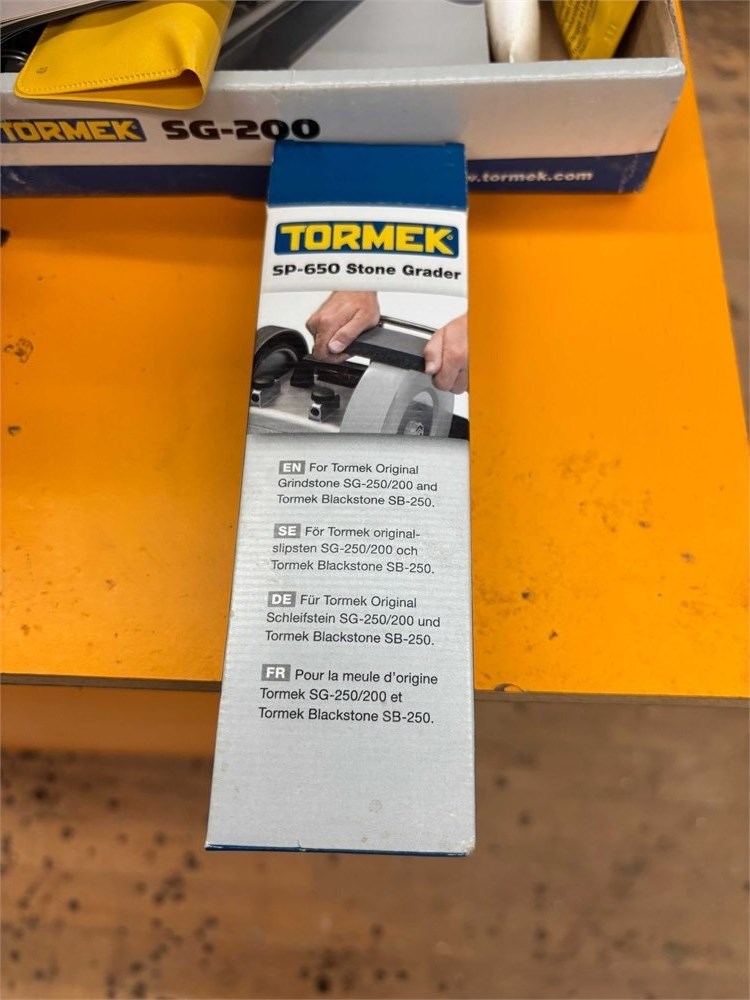 TORMEK SG-200
w.tormek.com
TORMEK
SP-650 Stone Grader
EN For Tormek Original
Grindstone SG-250/200 and
Tormek Blackstone SB-250.
SE För Tormek original-
slipsten SG-250/200 och
Tormek Blackstone SB-250.
DE Für Tormek Original
Schleifstein SG-250/200 und
Tormek Blackstone SB-250.
FR Pour la meule d'origine
Tormek SG-250/200 et
Tormek Blackstone SB-250.